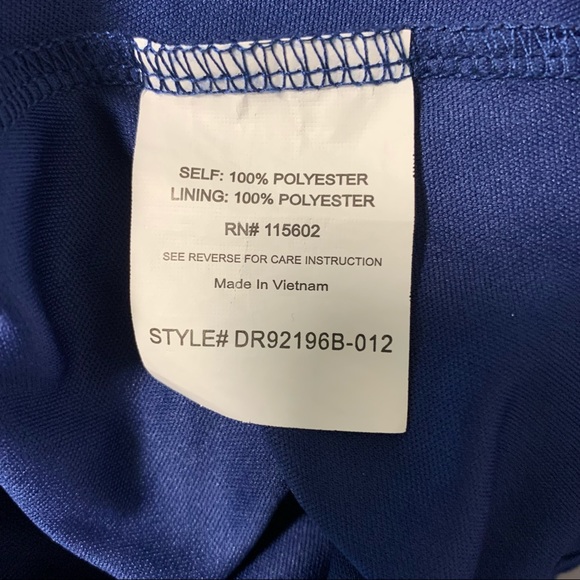 SELF: 100% POLYESTER
LINING: 100% POLYESTER
RN# 115602
SEE REVERSE FOR CARE INSTRUCTION
Made In Vietnam
STYLE# DR92196B-012